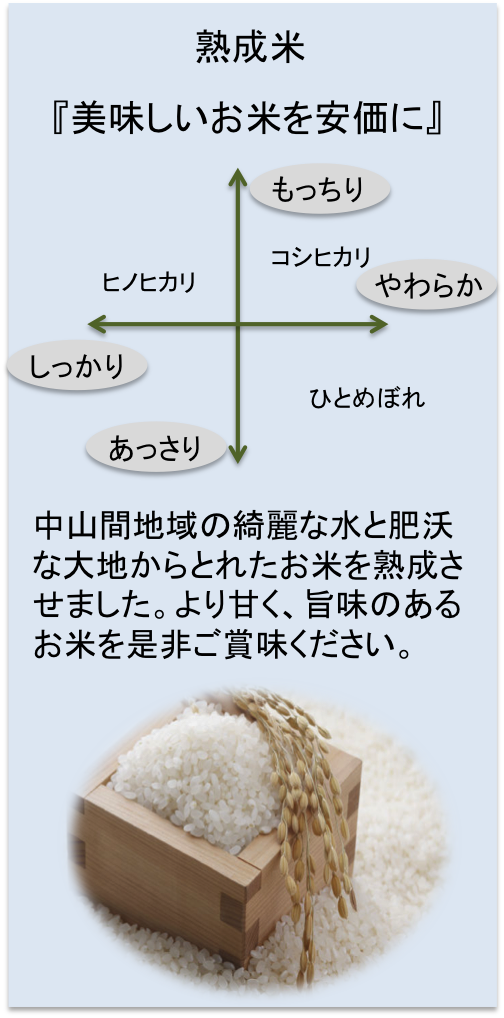 熟成米
『美味しいお米を安価に』
もっちり
コシヒカリ
ヒノヒカリ
やわらか
しっかり
ひとめぼれ
あっさり
中山間地域の綺麗な水と肥沃
な大地からとれたお米を熟成さ
せました。より甘く、旨味のある
お米を是非ご賞味ください。